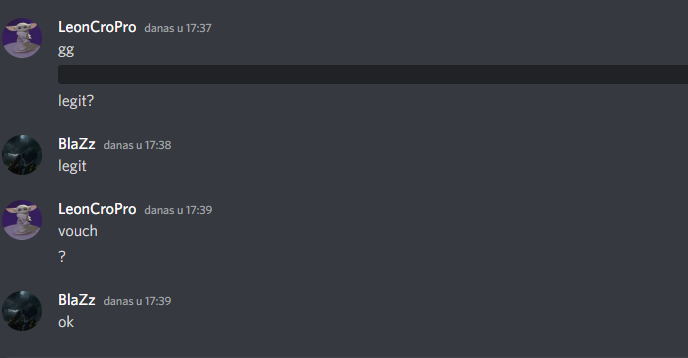 LeonCroPro danas u 17:37
gg
legit?
BlaZz danas u 17:38
legit
LeonCroPro danas u 17:39
vouch
?
BlaZz danas u 17:39
ok